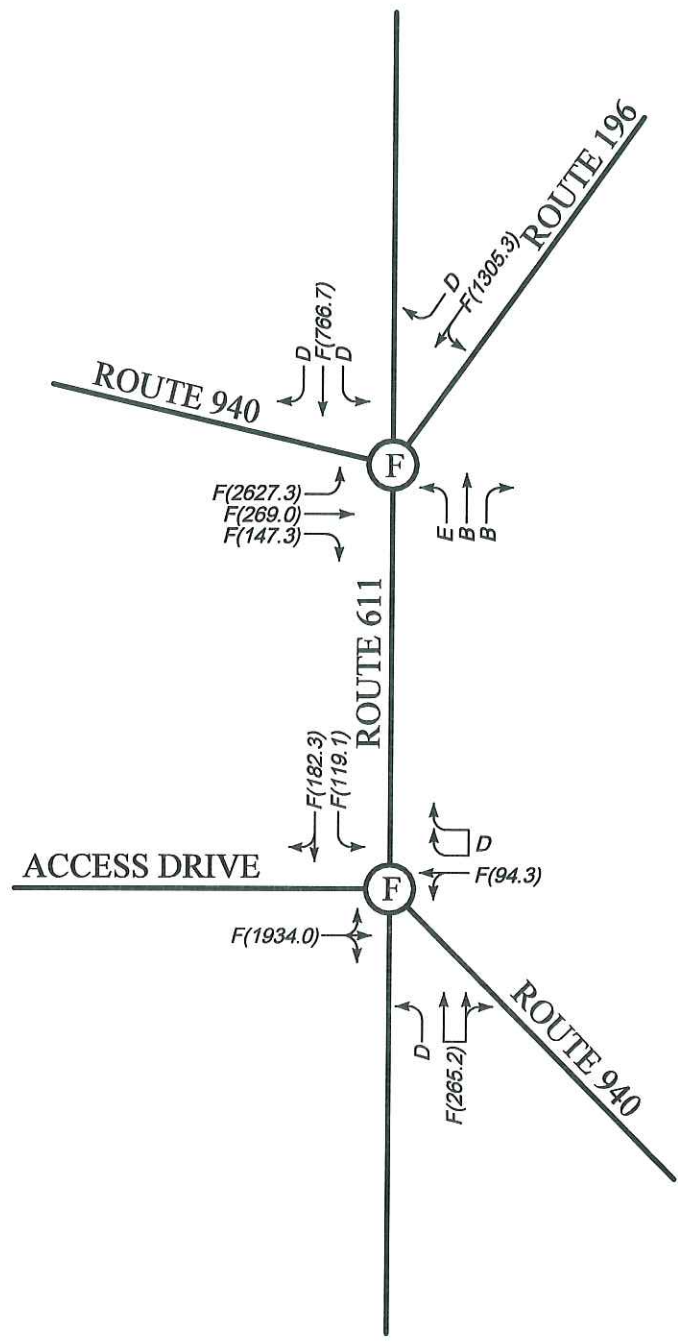 ROUTE 196
D
F(1305.3)
D
F(766.7)
D
ROUTE 940
F
F(2627.3)
F(269.0)
F(147.3)
E
B
B
ROUTE 611
F(182.3)
F(119.1)
D
F(94.3)
ACCESS DRIVE
F
F(1934.0)
D
F(265.2)
ROUTE 940